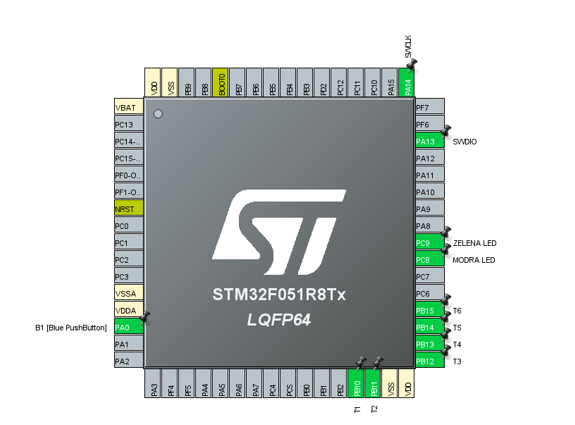 SWCLK
VDD
VSS
PB9
PB8
BOOT0
PB7
PB6
PB5
PB4
PB3
PD2
PC12
PC11
PC10
PA15
PA14
VBAT
PC13
PC14-..
PC15-..
PF0-O..
PF1-O..
NRST
PC0
PC1
PC2
PC3
VSSA
VDDA
B1 [Blue PushButton] PA0
PA1
PA2
PF7
PF6
PA13 SWDIO
PA12
PA11
PA10
PA9
PA8
PC9 ZELENA LED
PC8 MODRA LED
PC7
PC6
PB15 T6
PB14 T5
PB13 T4
PB12 T3
ST
STM32F051R8Tx
LQFP64
PA3
PF4
PF5
PA4
PA5
PA6
PA7
PC4
PC5
PB0
PB1
PB2
PB10
PB11
VSS
VDD
T1
T2